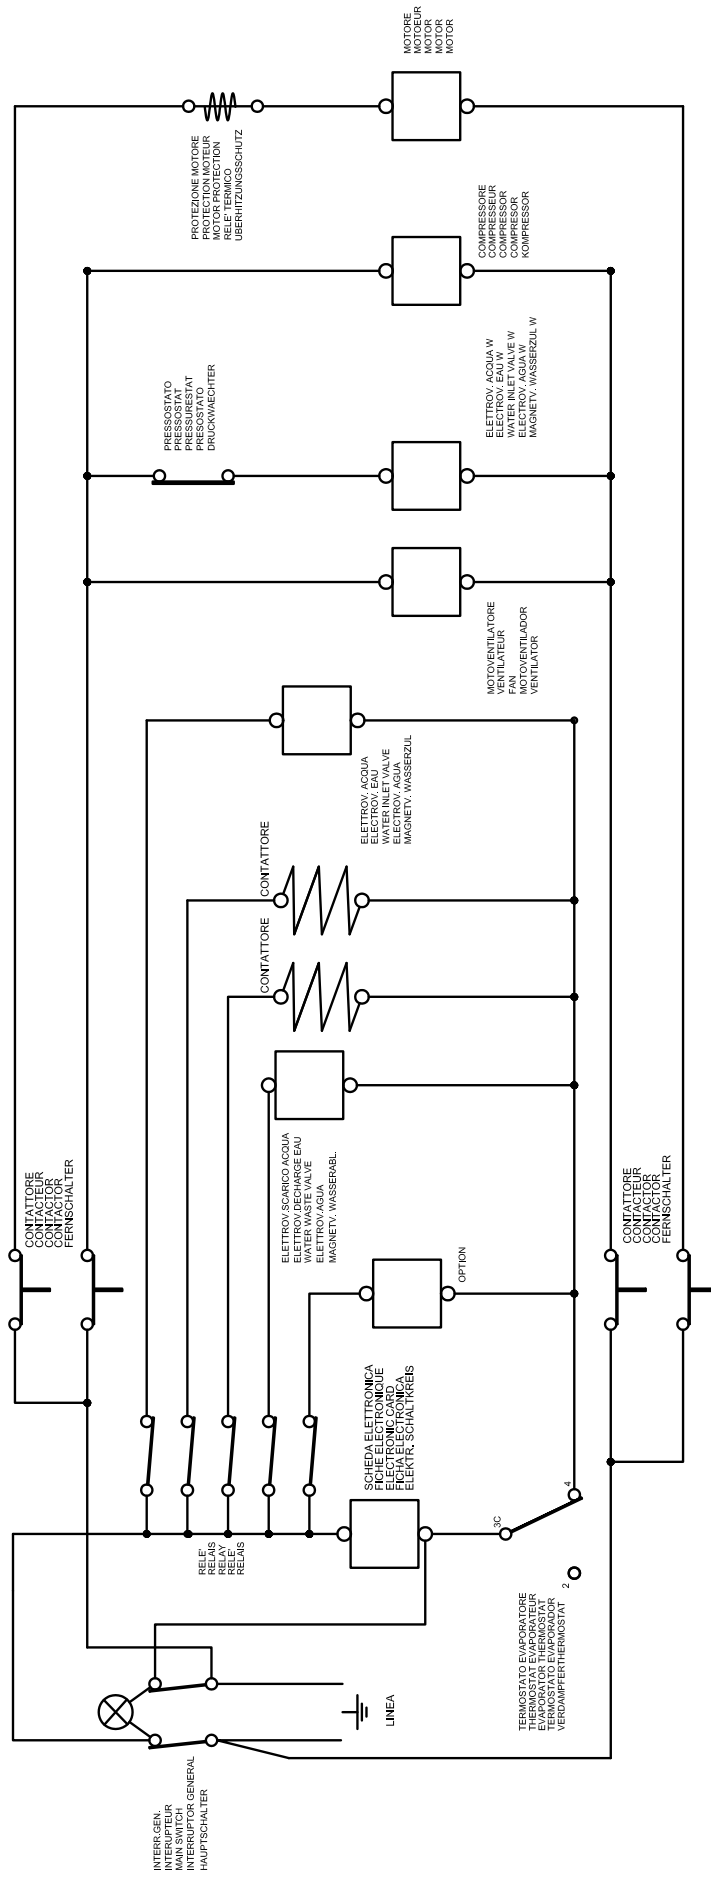 MOTORE
MOTOEUR
MOTOR
MOTOR
MOTOR
PROTEZIONE MOTORE
PROTECTION MOTEUR
MOTOR PROTECTION
RELE' TERMICO
UBERHITZUNGSSCHUTZ
COMPRESSORE
COMPRESSEUR
COMPRESSOR
COMPRESOR
KOMPRESSOR
ELETTROV. ACQUA W
ELECTROV. EAU W
WATER INLET VALVE W
ELECTROV. AGUA W
MAGNETV. WASSERZUL W
PRESSOSTATO
PRESSOSTAT
PRESSURESTAT
PRESOSTATO
DRUCKWAECHTER
MOTOVENTILATORE
VENTILATEUR
FAN
MOTOVENTILADOR
VENTILATOR
ELETTROV. ACQUA
ELECTROV. EAU
WATER INLET VALVE
ELECTROV. AGUA
MAGNETV. WASSERZUL
CONTATTORE
CONTATTORE
ELETTROV.SCARICO ACQUA
ELETTROV.DECHARGE EAU
WATER WASTE VALVE
ELETTROV.AGUA
MAGNETV. WASSERABL.
CONTATTORE
CONTACTEUR
CONTACTOR
CONTACTOR
FERNSCHALTER
CONTATTORE
CONTACTEUR
CONTACTOR
CONTACTOR
FERNSCHALTER
OPTION
SCHEDA ELETTRONICA
FICHE ELECTRONIQUE
ELECTRONIC CARD
FICHA ELECTRONICA
ELEKTR. SCHALTKREIS
RELE'
RELAIS
RELAY
RELE'
RELAIS
3C
4
2
TERMOSTATO EVAPORATORE
THERMOSTAT EVAPORATEUR
EVAPORATOR THERMOSTAT
TERMOSTATO EVAPORADOR
VERDAMPFERTHERMOSTAT
LINEA
INTERR.GEN.
INTERUPTEUR
MAIN SWITCH
INTERRUPTOR GENERAL
HAUPTSCHALTER